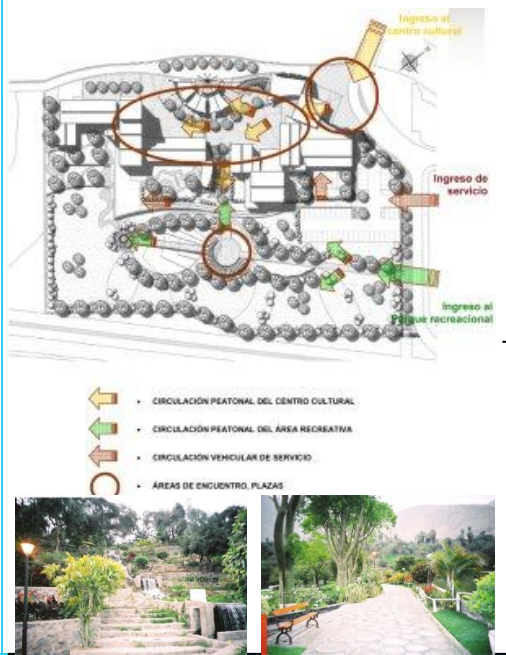 Ingreso al
centro cultural
Ingreso de
servicio
Ingreso al
Parque recreacional
• CIRCULACIÓN PEATONAL DEL CENTRO CULTURAL
• CIRCULACIÓN PEATONAL DEL ÁREA RECREATIVA
• CIRCULACIÓN VEHICULAR DE SERVICIO
• ÁREAS DE ENCUENTRO, PLAZAS